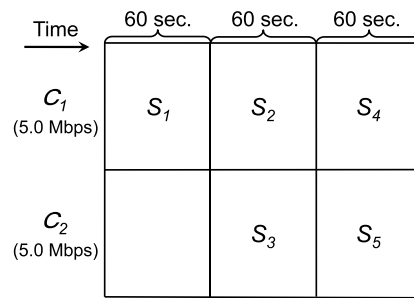 60 sec. 60 sec. 60 sec.
Time
C1 S1 S2 S4
(5.0 Mbps)
C2 S3 S5
(5.0 Mbps)